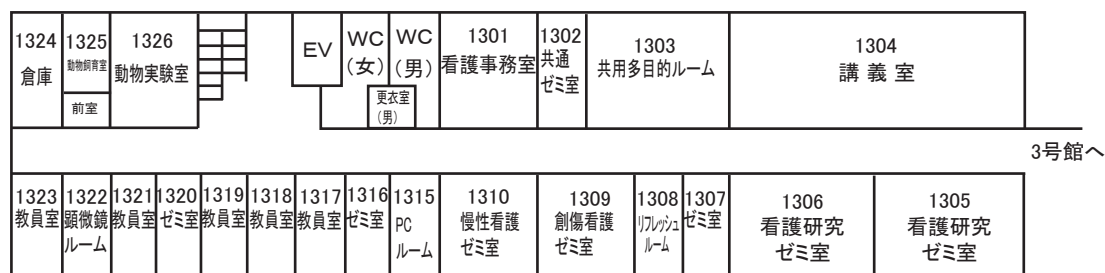 1324
倉庫
1325
動物飼育室
前室
1326
動物実験室
EV
WC
(女)
WC
(男)
更衣室
(男)
1301
看護事務室
1302
共通
ゼミ室
1303
共用多目的ルーム
1304
講義室
3号館へ
1323
教員室
1322
顕微鏡
ルーム
1321
教員室
1320
ゼミ室
1319
教員室
1318
教員室
1317
教員室
1316
ゼミ室
1315
PC
ルーム
1310
慢性看護
ゼミ室
1309
創傷看護
ゼミ室
1308
リフレッシュ
ルーム
1307
ゼミ室
1306
看護研究
ゼミ室
1305
看護研究
ゼミ室